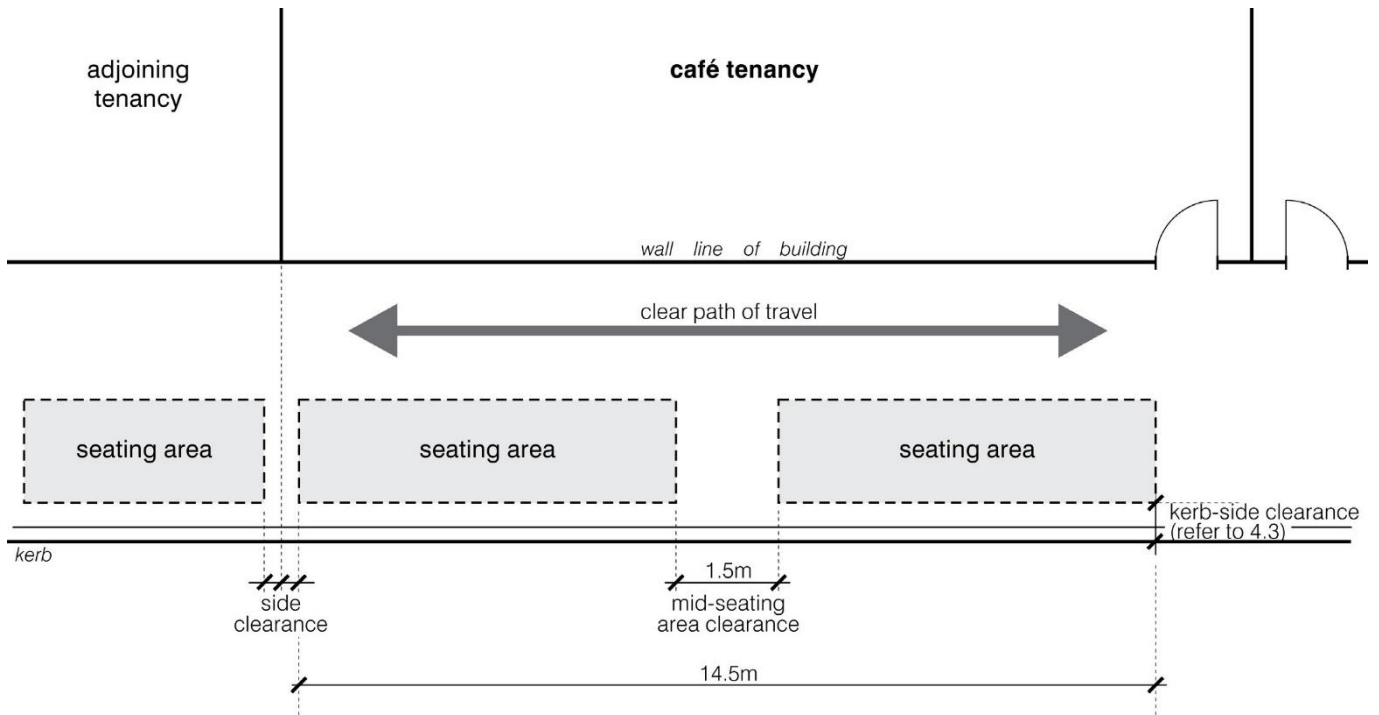 adjoining
tenancy
café tenancy
wall line of building
clear path of travel
seating area
seating area
seating area
kerb-side clearance
(refer to 4.3)
kerb
side
clearance
1.5m
mid-seating
area clearance
14.5m